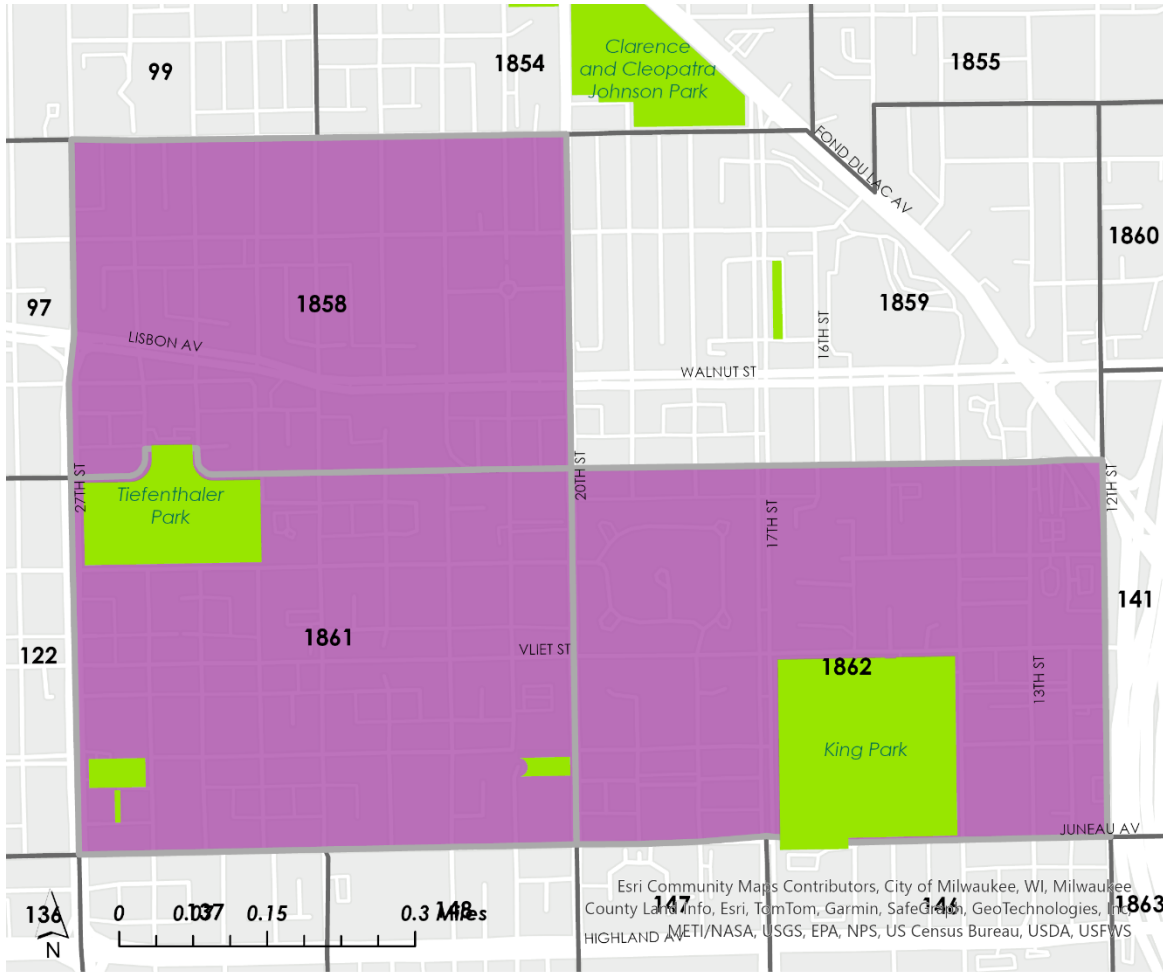 99
1854
Clarence
and Cleopatra
Johnson Park
1855
FOND DU LAC AV
1860
97
1858
1859
LISBON AV
16TH ST
WALNUT ST
27TH ST
Tiefenthaler
Park
20TH ST
17TH ST
12TH ST
141
122
1861
VLIET ST
1862
13TH ST
King Park
JUNEAU AV
136
137
148
147
146
1863
N
0 0.07 0.15 0.3 Miles
HIGHLAND AV
Esri Community Maps Contributors, City of Milwaukee, WI, Milwaukee
County Land Info, Esri, TomTom, Garmin, SafeGraph, GeoTechnologies, Inc,
METI/NASA, USGS, EPA, NPS, US Census Bureau, USDA, USFWS